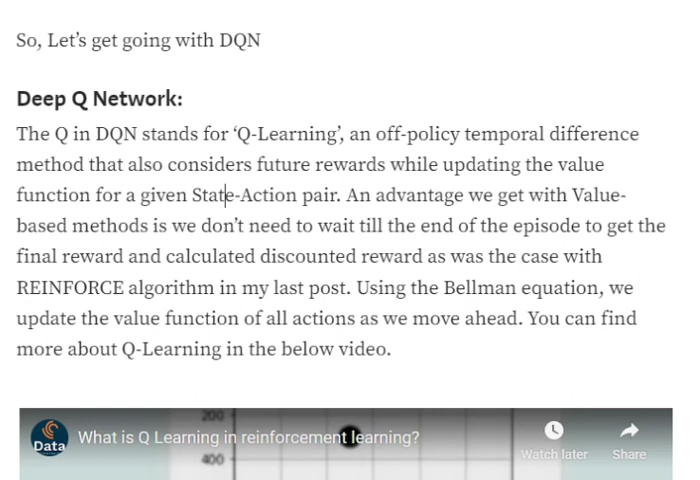 So, Let’s get going with DQN
Deep Q Network:
The Q in DQN stands for ‘Q-Learning’, an off-policy temporal difference
method that also considers future rewards while updating the value
function for a given State-Action pair. An advantage we get with Value-
based methods is we don’t need to wait till the end of the episode to get the
final reward and calculated discounted reward as was the case with
REINFORCE algorithm in my last post. Using the Bellman equation, we
update the value function of all actions as we move ahead. You can find
more about Q-Learning in the below video.
200
Data
What is Q Learning in reinforcement learning?
Watch later
Share
400